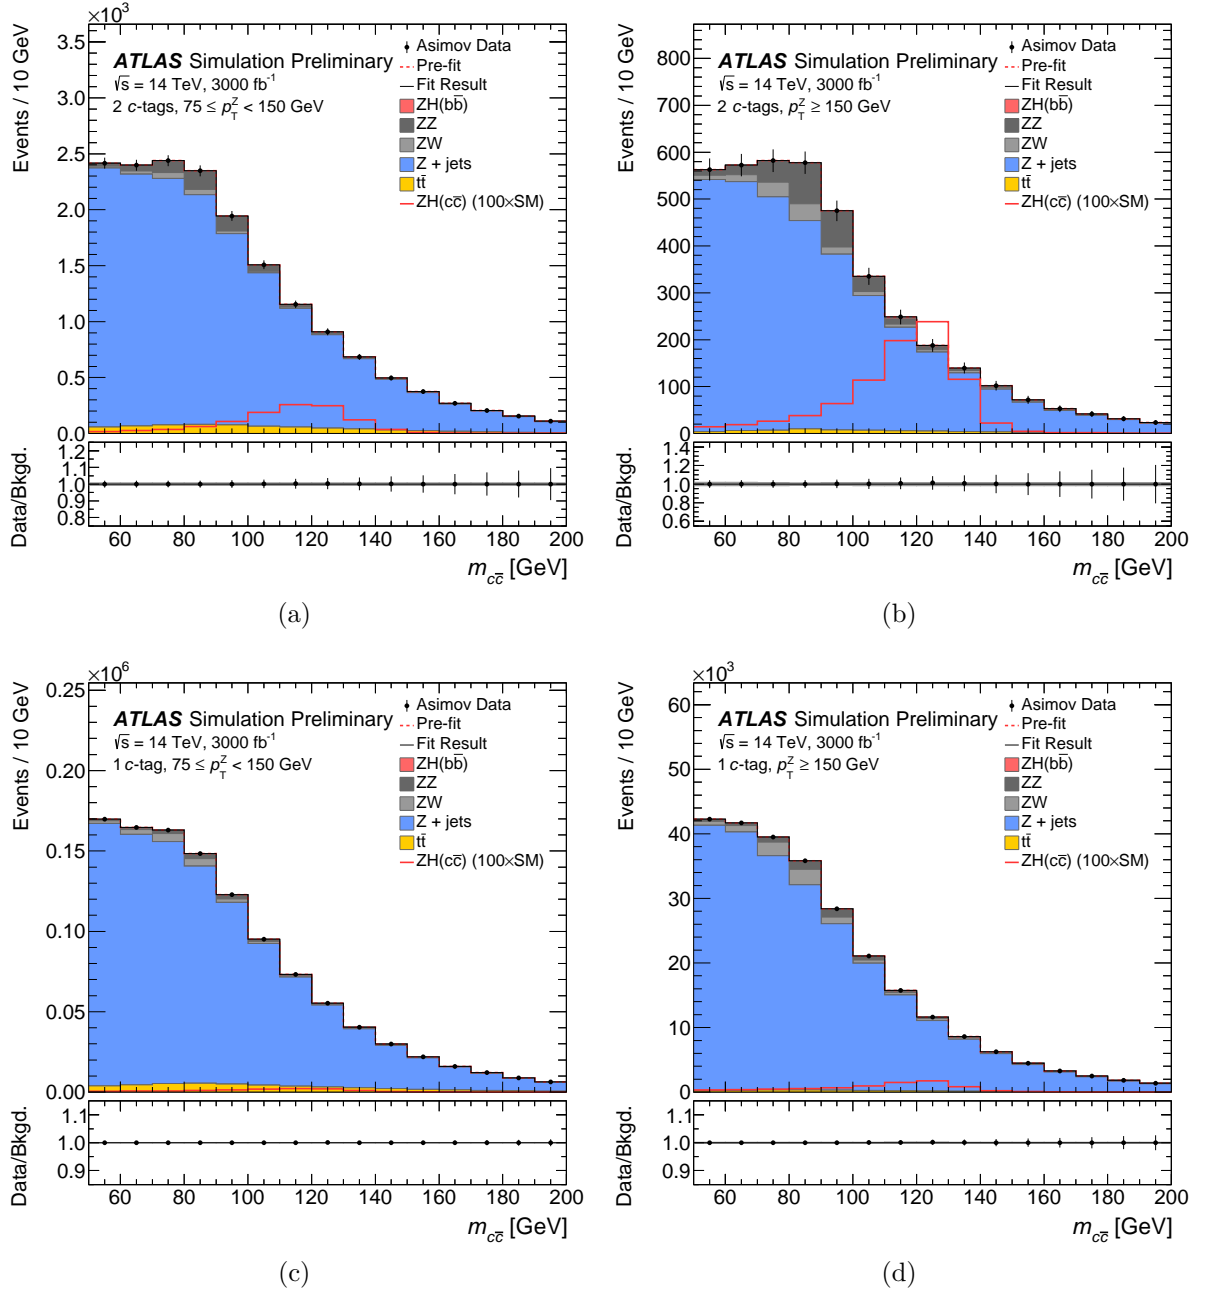 ×10³
Events / 10 GeV
3.5
3.0
2.5
2.0
1.5
1.0
0.5
0.0
ATLAS Simulation Preliminary
√s = 14 TeV, 3000 fb⁻¹
2 c-tags, 75 ≤ p_T^Z < 150 GeV
Asimov Data
Pre-fit
Fit Result
ZH(bb̅)
ZZ
ZW
Z + jets
tt̅
ZH(cc̅) (100×SM)
Data/Bkgd.
1.2
1.1
1.0
0.9
0.8
60 80 100 120 140 160 180 200
m_cc̅ [GeV]
(a)
Events / 10 GeV
800
700
600
500
400
300
200
100
0
ATLAS Simulation Preliminary
√s = 14 TeV, 3000 fb⁻¹
2 c-tags, p_T^Z ≥ 150 GeV
Asimov Data
Pre-fit
Fit Result
ZH(bb̅)
ZZ
ZW
Z + jets
tt̅
ZH(cc̅) (100×SM)
Data/Bkgd.
1.4
1.2
1.0
0.8
0.6
60 80 100 120 140 160 180 200
m_cc̅ [GeV]
(b)
×10⁶
Events / 10 GeV
0.25
0.20
0.15
0.10
0.05
0.00
ATLAS Simulation Preliminary
√s = 14 TeV, 3000 fb⁻¹
1 c-tag, 75 ≤ p_T^Z < 150 GeV
Asimov Data
Pre-fit
Fit Result
ZH(bb̅)
ZZ
ZW
Z + jets
tt̅
ZH(cc̅) (100×SM)
Data/Bkgd.
1.1
1.0
0.9
60 80 100 120 140 160 180 200
m_cc̅ [GeV]
(c)
×10³
Events / 10 GeV
60
50
40
30
20
10
0
ATLAS Simulation Preliminary
√s = 14 TeV, 3000 fb⁻¹
1 c-tag, p_T^Z ≥ 150 GeV
Asimov Data
Pre-fit
Fit Result
ZH(bb̅)
ZZ
ZW
Z + jets
tt̅
ZH(cc̅) (100×SM)
Data/Bkgd.
1.1
1.0
0.9
60 80 100 120 140 160 180 200
m_cc̅ [GeV]
(d)